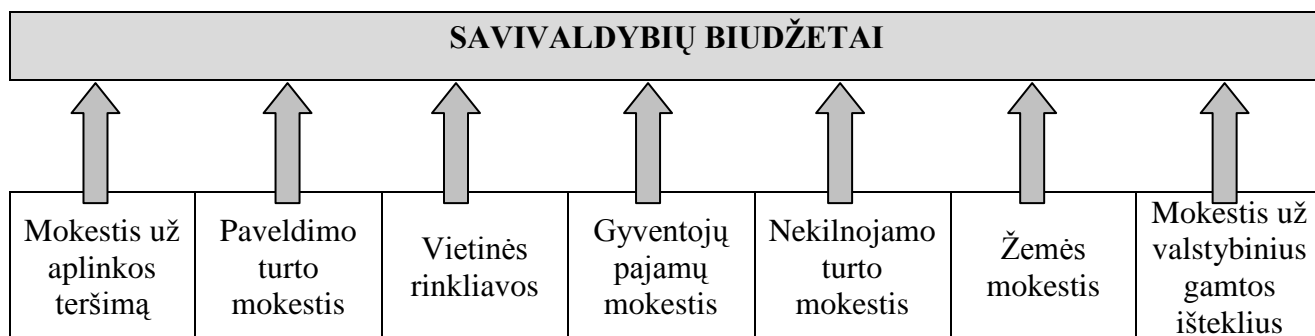 SAVIVALDYBIŲ BIUDŽETAI
Mokestis už
aplinkos
teršimą
Paveldimo
turto
mokestis
Vietinės
rinkliavos
Gyventojų
pajamų
mokestis
Nekilnojamo
turto
mokestis
Žemės
mokestis
Mokestis už
valstybinius
gamtos
išteklius